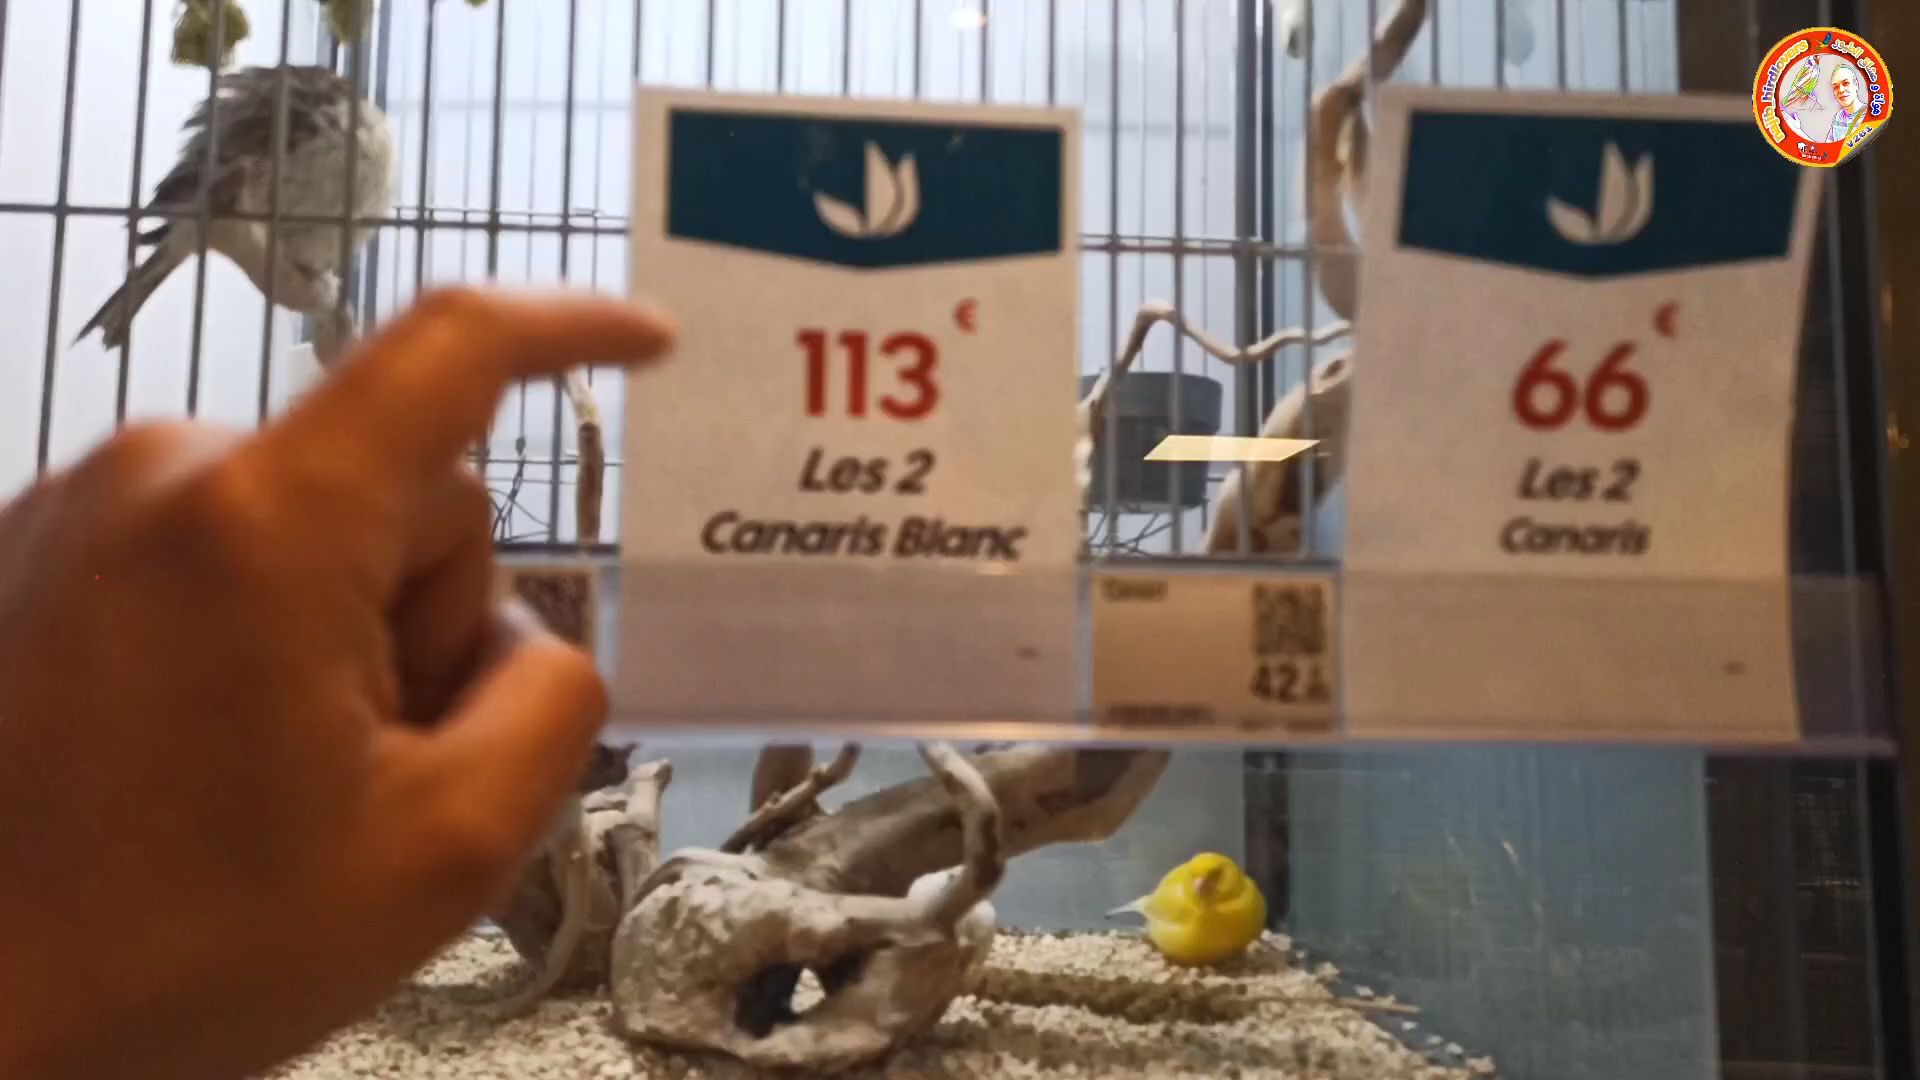 113 €
Les 2
Canaris Blanc
66 €
Les 2
Canaris
42